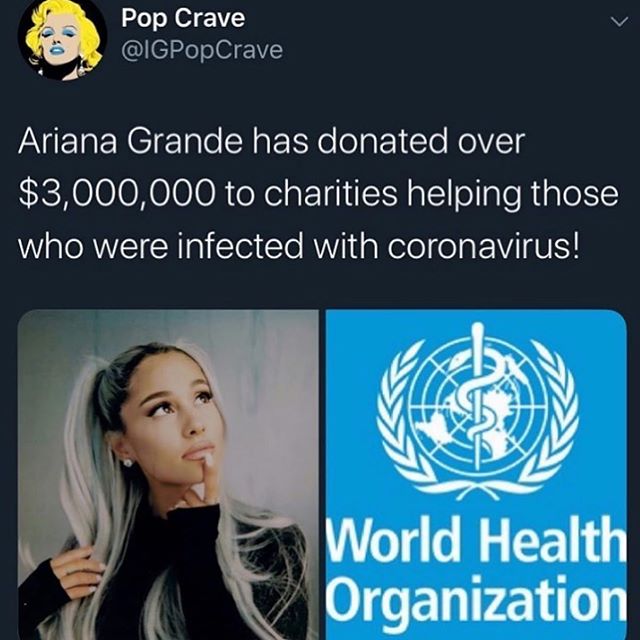 Pop Crave
@IGPopCrave
Ariana Grande has donated over
$3,000,000 to charities helping those
who were infected with coronavirus!
World Health
Organization